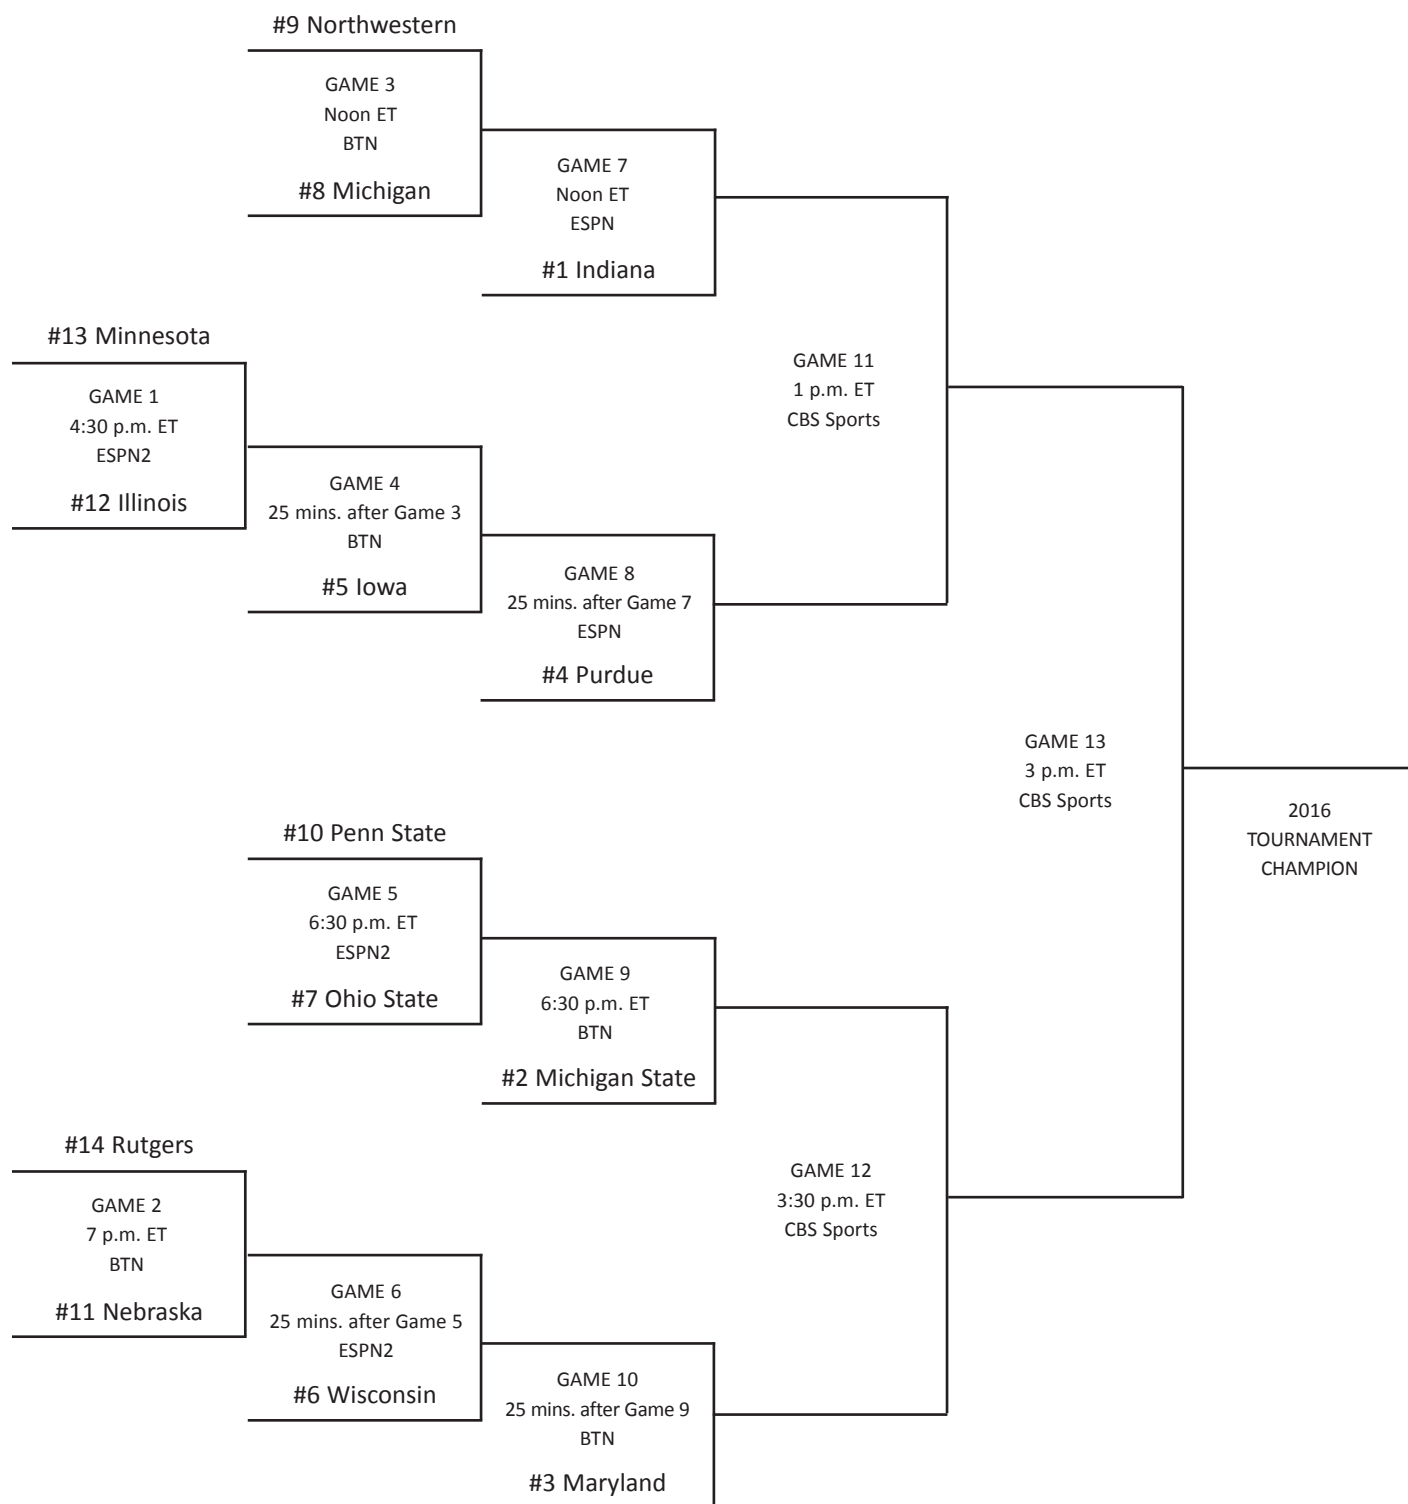 #9 Northwestern
GAME 3
Noon ET
BTN
#8 Michigan
GAME 7
Noon ET
ESPN
#1 Indiana
#13 Minnesota
GAME 1
4:30 p.m. ET
ESPN2
#12 Illinois
GAME 4
25 mins. after Game 3
BTN
#5 Iowa
GAME 8
25 mins. after Game 7
ESPN
#4 Purdue
GAME 11
1 p.m. ET
CBS Sports
GAME 13
3 p.m. ET
CBS Sports
2016
TOURNAMENT
CHAMPION
#10 Penn State
GAME 5
6:30 p.m. ET
ESPN2
#7 Ohio State
GAME 9
6:30 p.m. ET
BTN
#2 Michigan State
#14 Rutgers
GAME 2
7 p.m. ET
BTN
#11 Nebraska
GAME 6
25 mins. after Game 5
ESPN2
#6 Wisconsin
GAME 10
25 mins. after Game 9
BTN
#3 Maryland
GAME 12
3:30 p.m. ET
CBS Sports